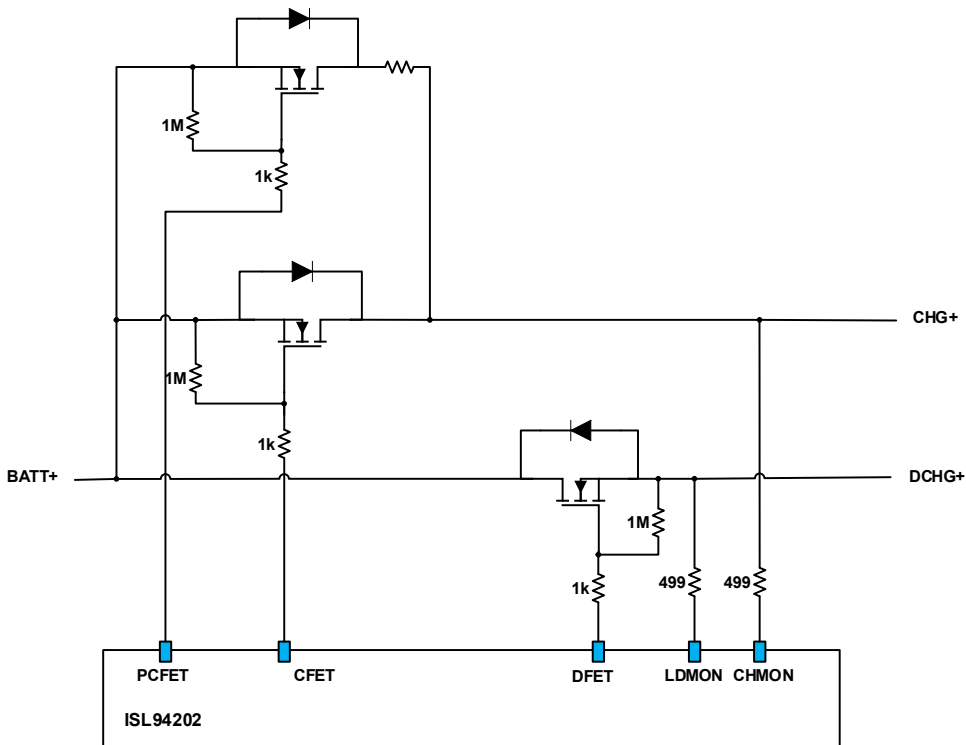 1M
1k
CHG+
1M
1k
BATT+
DCHG+
1M
1k
499
499
PCFET
CFET
DFET
LDMON
CHMON
ISL94202